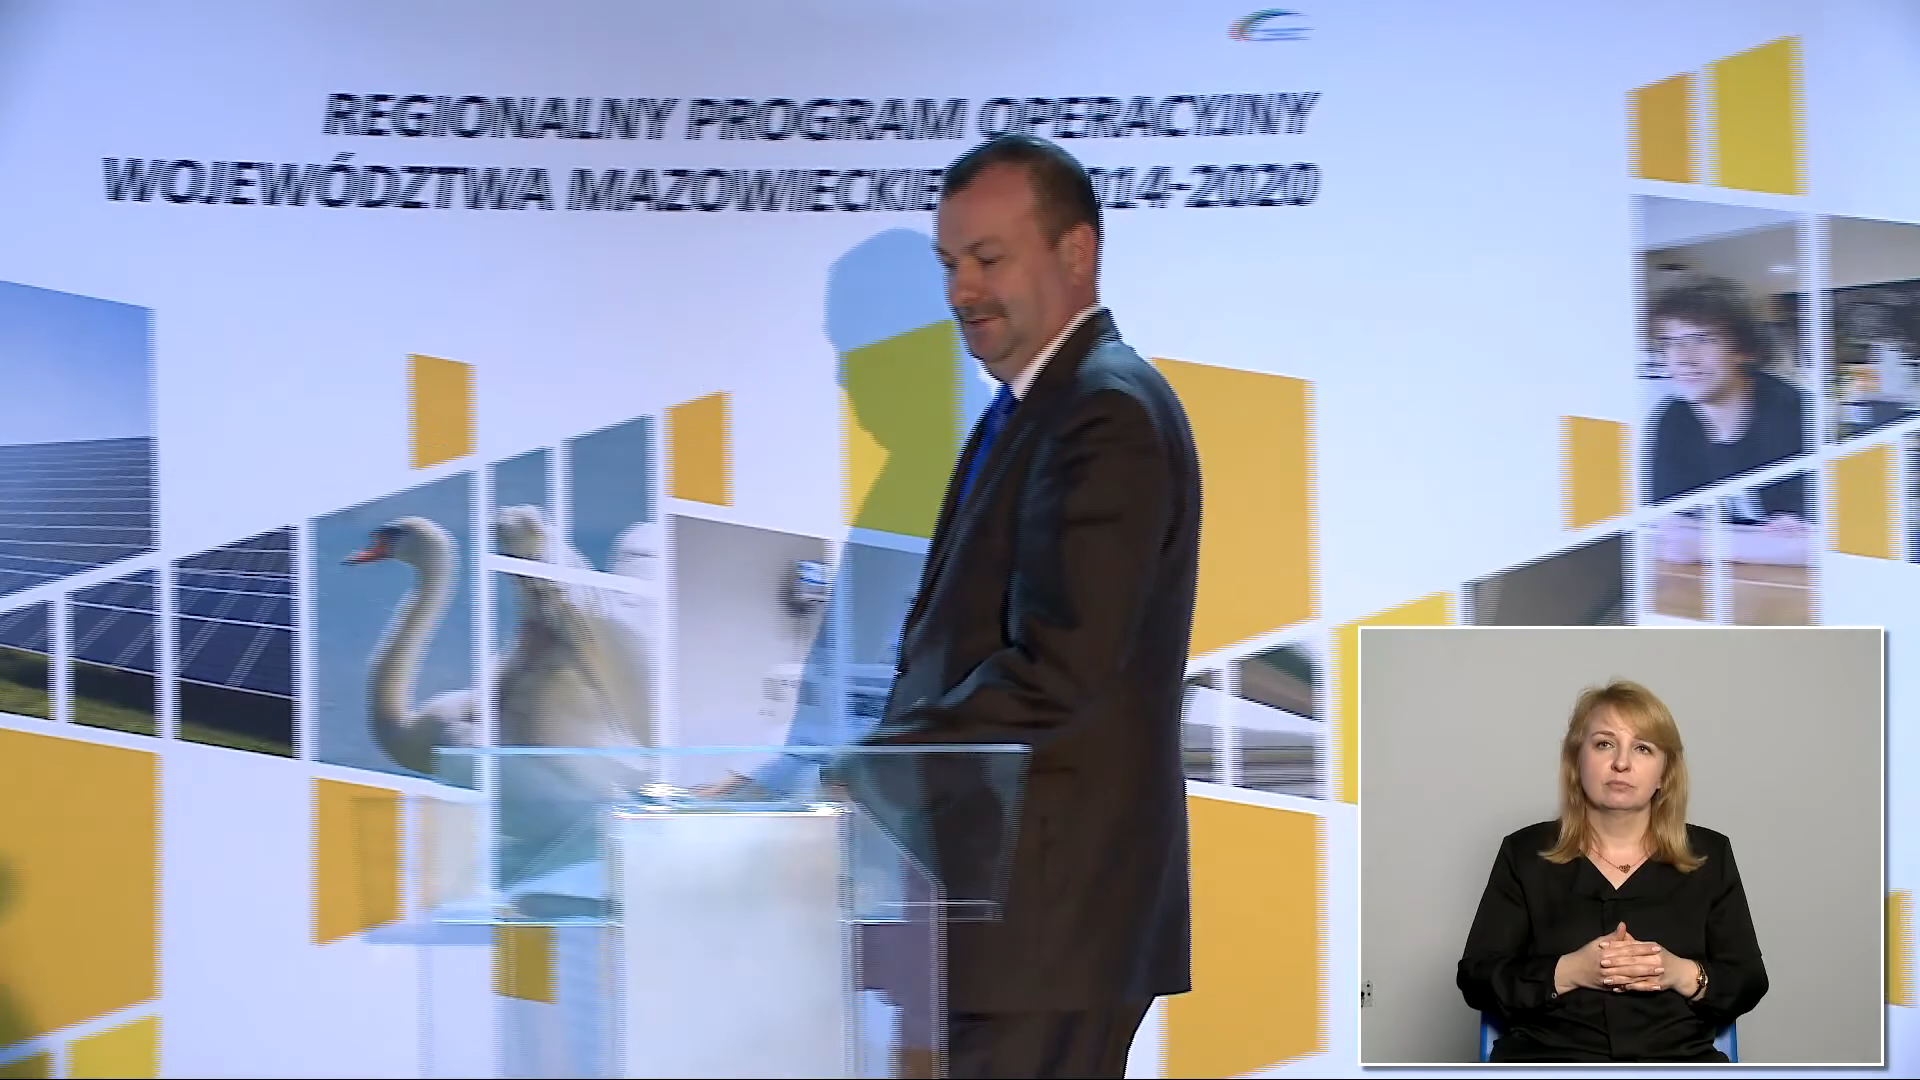 REGIONALNY PROGRAM OPERACYJNY
WOJEWÓDZTWA MAZOWIECKIE 014-2020